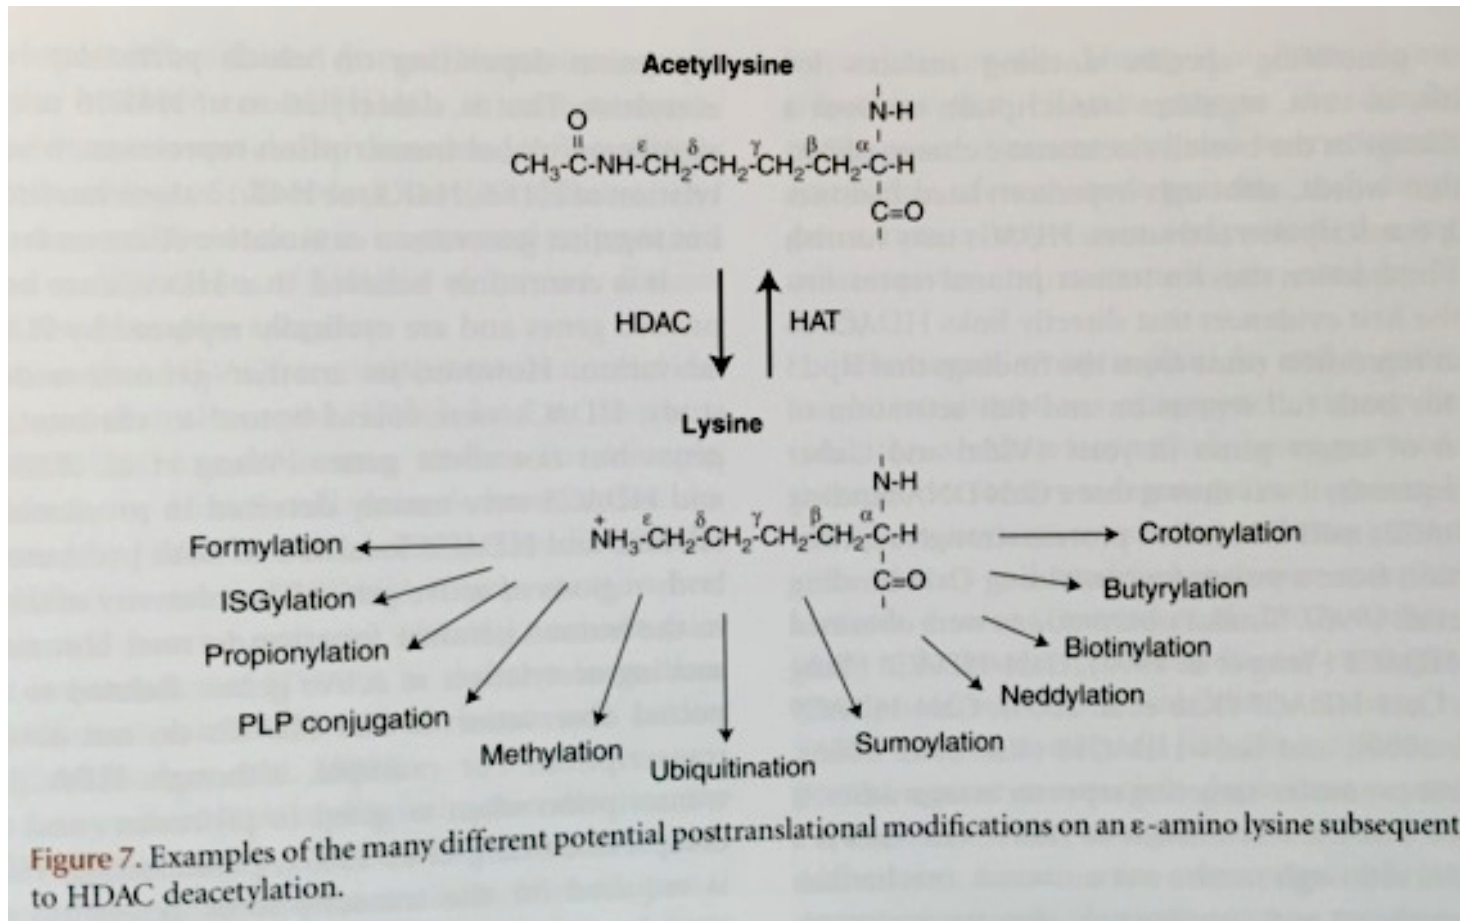 Acetyllysine
N-H
O
ε δ γ β α
CH3-C-NH-CH2-CH2-CH2-CH2-C-H
C=O
HDAC HAT
Lysine
N-H
+ ε δ γ β α
NH3-CH2-CH2-CH2-CH2-C-H
C=O
Formylation
Crotonylation
ISGylation
Butyrylation
Propionylation
Biotinylation
PLP conjugation
Neddylation
Methylation
Sumoylation
Ubiquitination
Figure 7. Examples of the many different potential posttranslational modifications on an ε-amino lysine subsequent
to HDAC deacetylation.